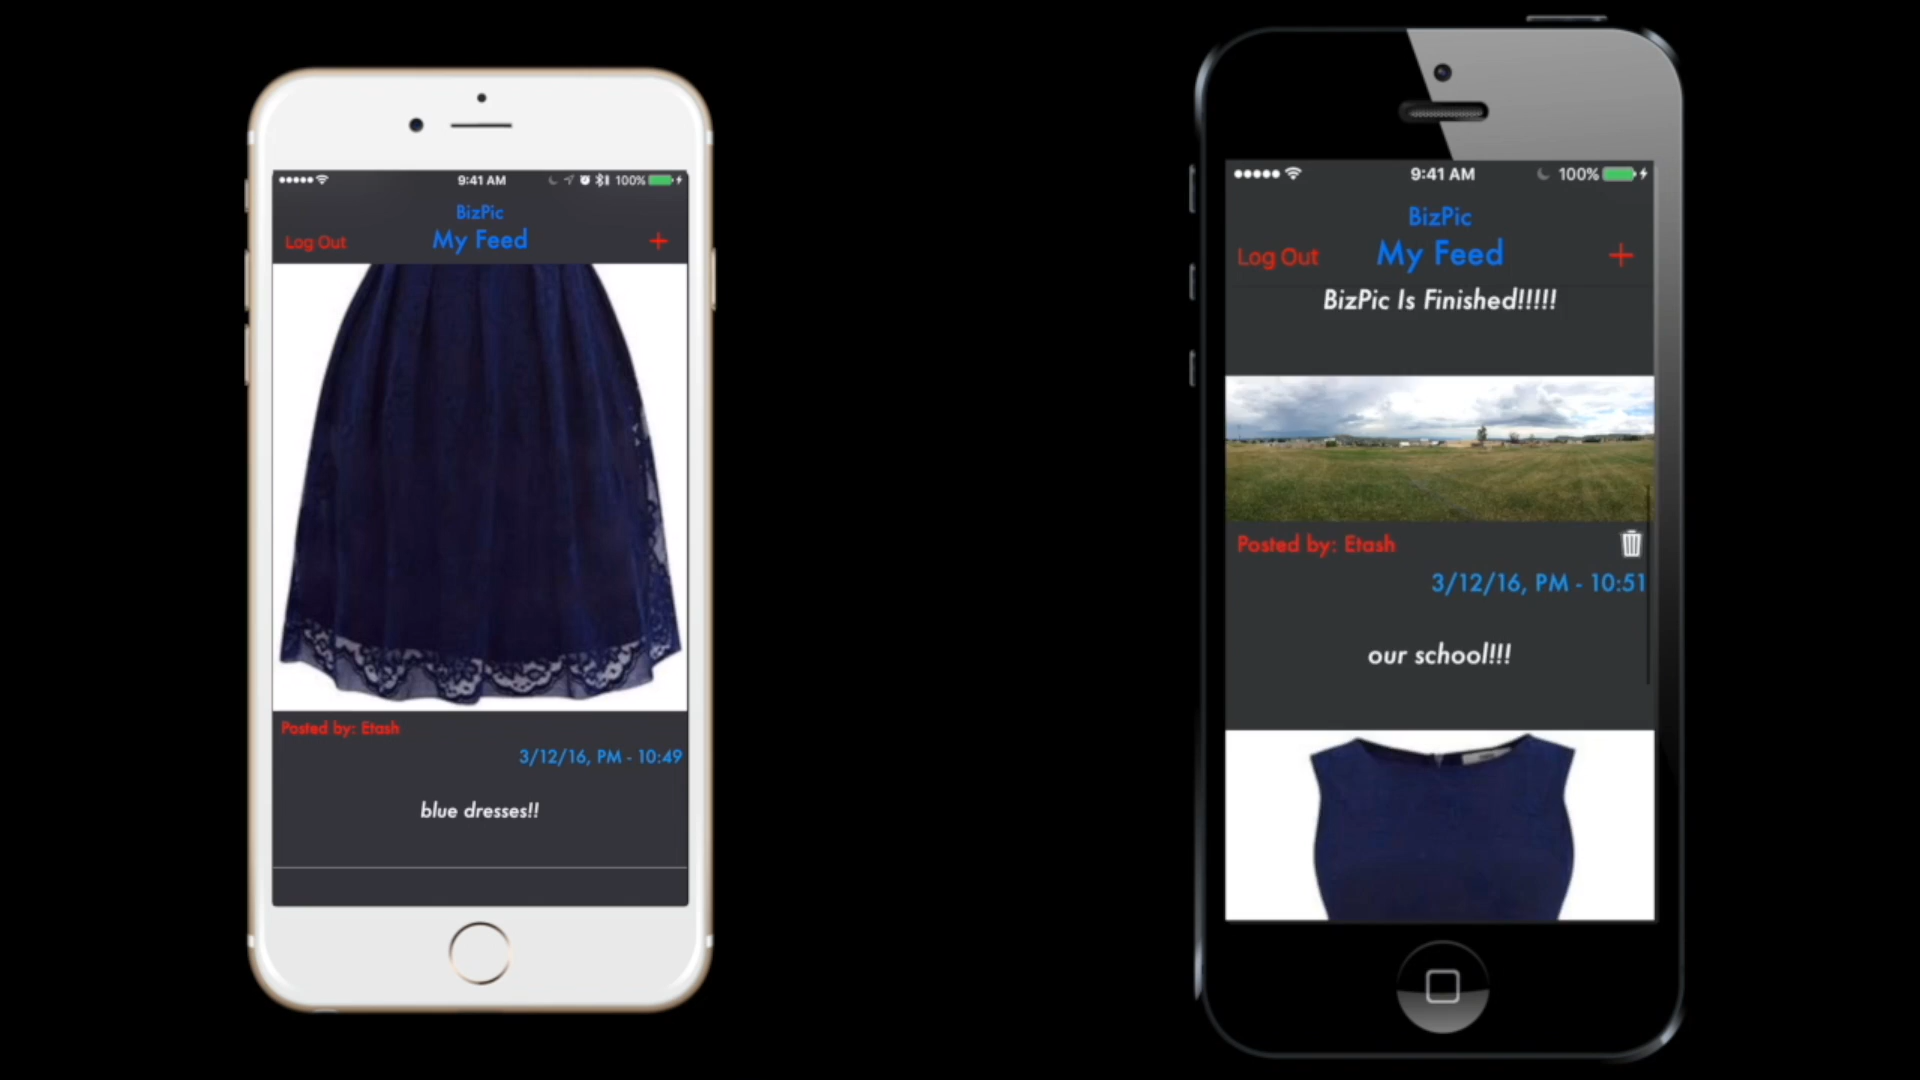 9:41 AM
100%
BizPic
Log Out
My Feed
+
Posted by: Etash
3/12/16, PM - 10:49
blue dresses!!
9:41 AM
100%
BizPic
Log Out
My Feed
+
BizPic Is Finished!!!!!
Posted by: Etash
3/12/16, PM - 10:51
our school!!!